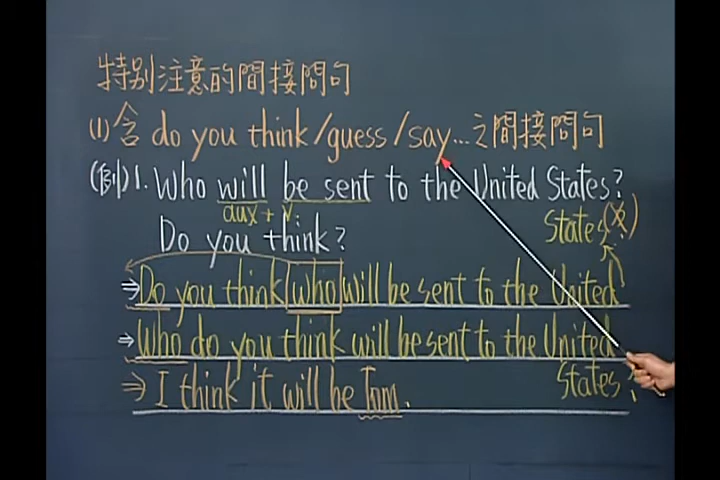 特別注意的間接問句
(1)含 do you think/guess/say...之間接問句
(例)1. Who will be sent to the United States?
aux + v.
Do you think?
⇒ Do you think who will be sent to the United States? (X)
⇒ Who do you think will be sent to the United States?
⇒ I think it will be Tom.